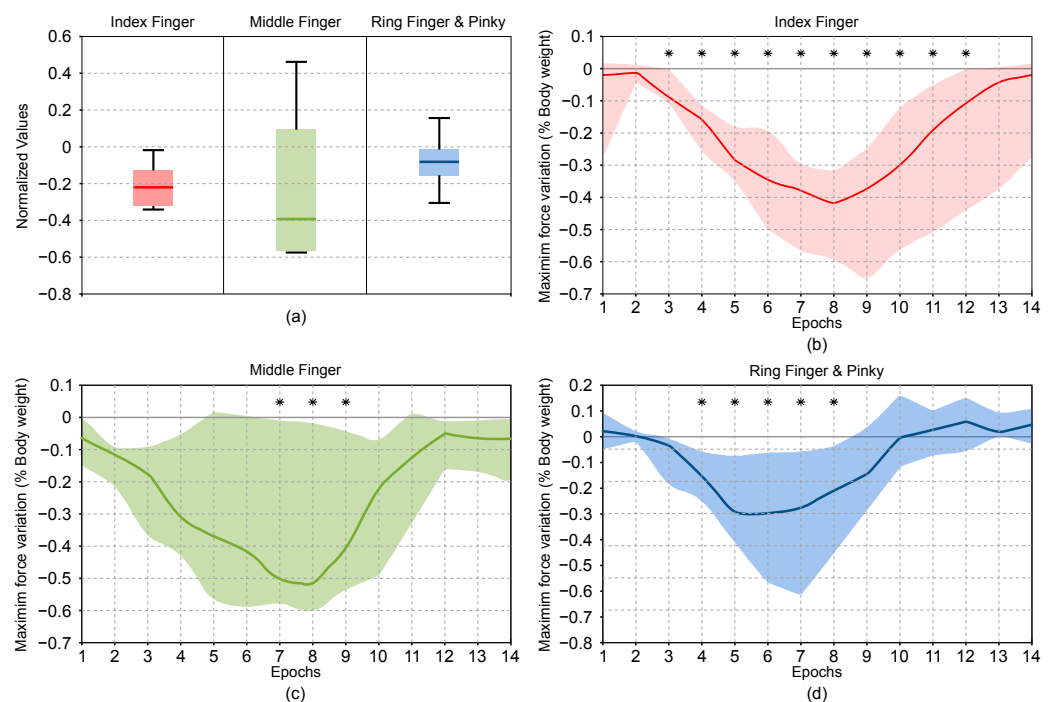 Index Finger Middle Finger Ring Finger & Pinky
Normalized Values
0.6
0.4
0.2
0
−0.2
−0.4
−0.6
−0.8
(a)
Index Finger
Maximim force variation (% Body weight)
0.1
0
−0.1
−0.2
−0.3
−0.4
−0.5
−0.6
−0.7
* * * * * * * * * *
1 2 3 4 5 6 7 8 9 10 11 12 13 14
Epochs
(b)
Middle Finger
Maximim force variation (% Body weight)
0.1
0
−0.1
−0.2
−0.3
−0.4
−0.5
−0.6
−0.7
* * *
1 2 3 4 5 6 7 8 9 10 11 12 13 14
Epochs
(c)
Ring Finger & Pinky
Maximim force variation (% Body weight)
0.2
0.1
0
−0.1
−0.2
−0.3
−0.4
−0.5
−0.6
−0.7
−0.8
* * * * *
1 2 3 4 5 6 7 8 9 10 11 12 13 14
Epochs
(d)